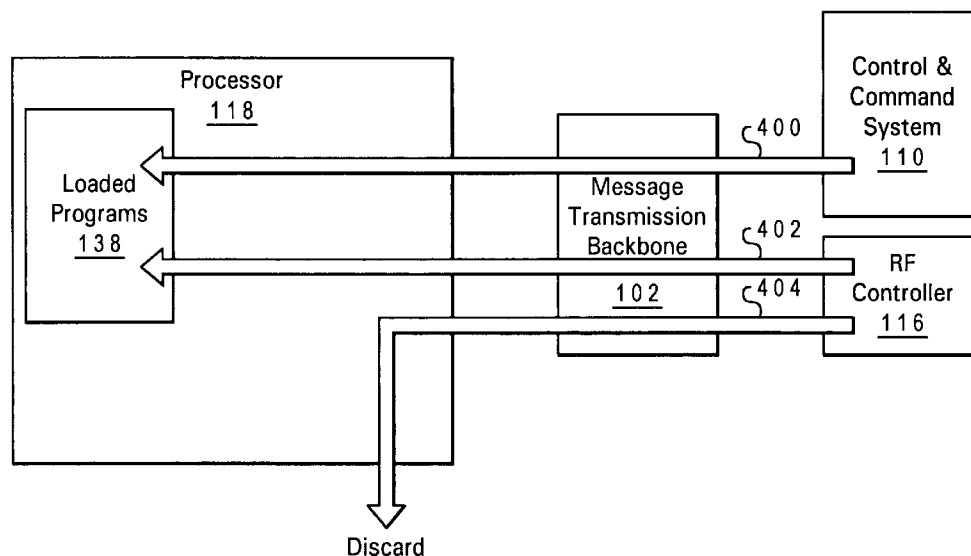 Processor
118
Loaded
Programs
138
Message
Transmission
Backbone
102
400
402
404
Control &
Command
System
110
RF
Controller
116
Discard